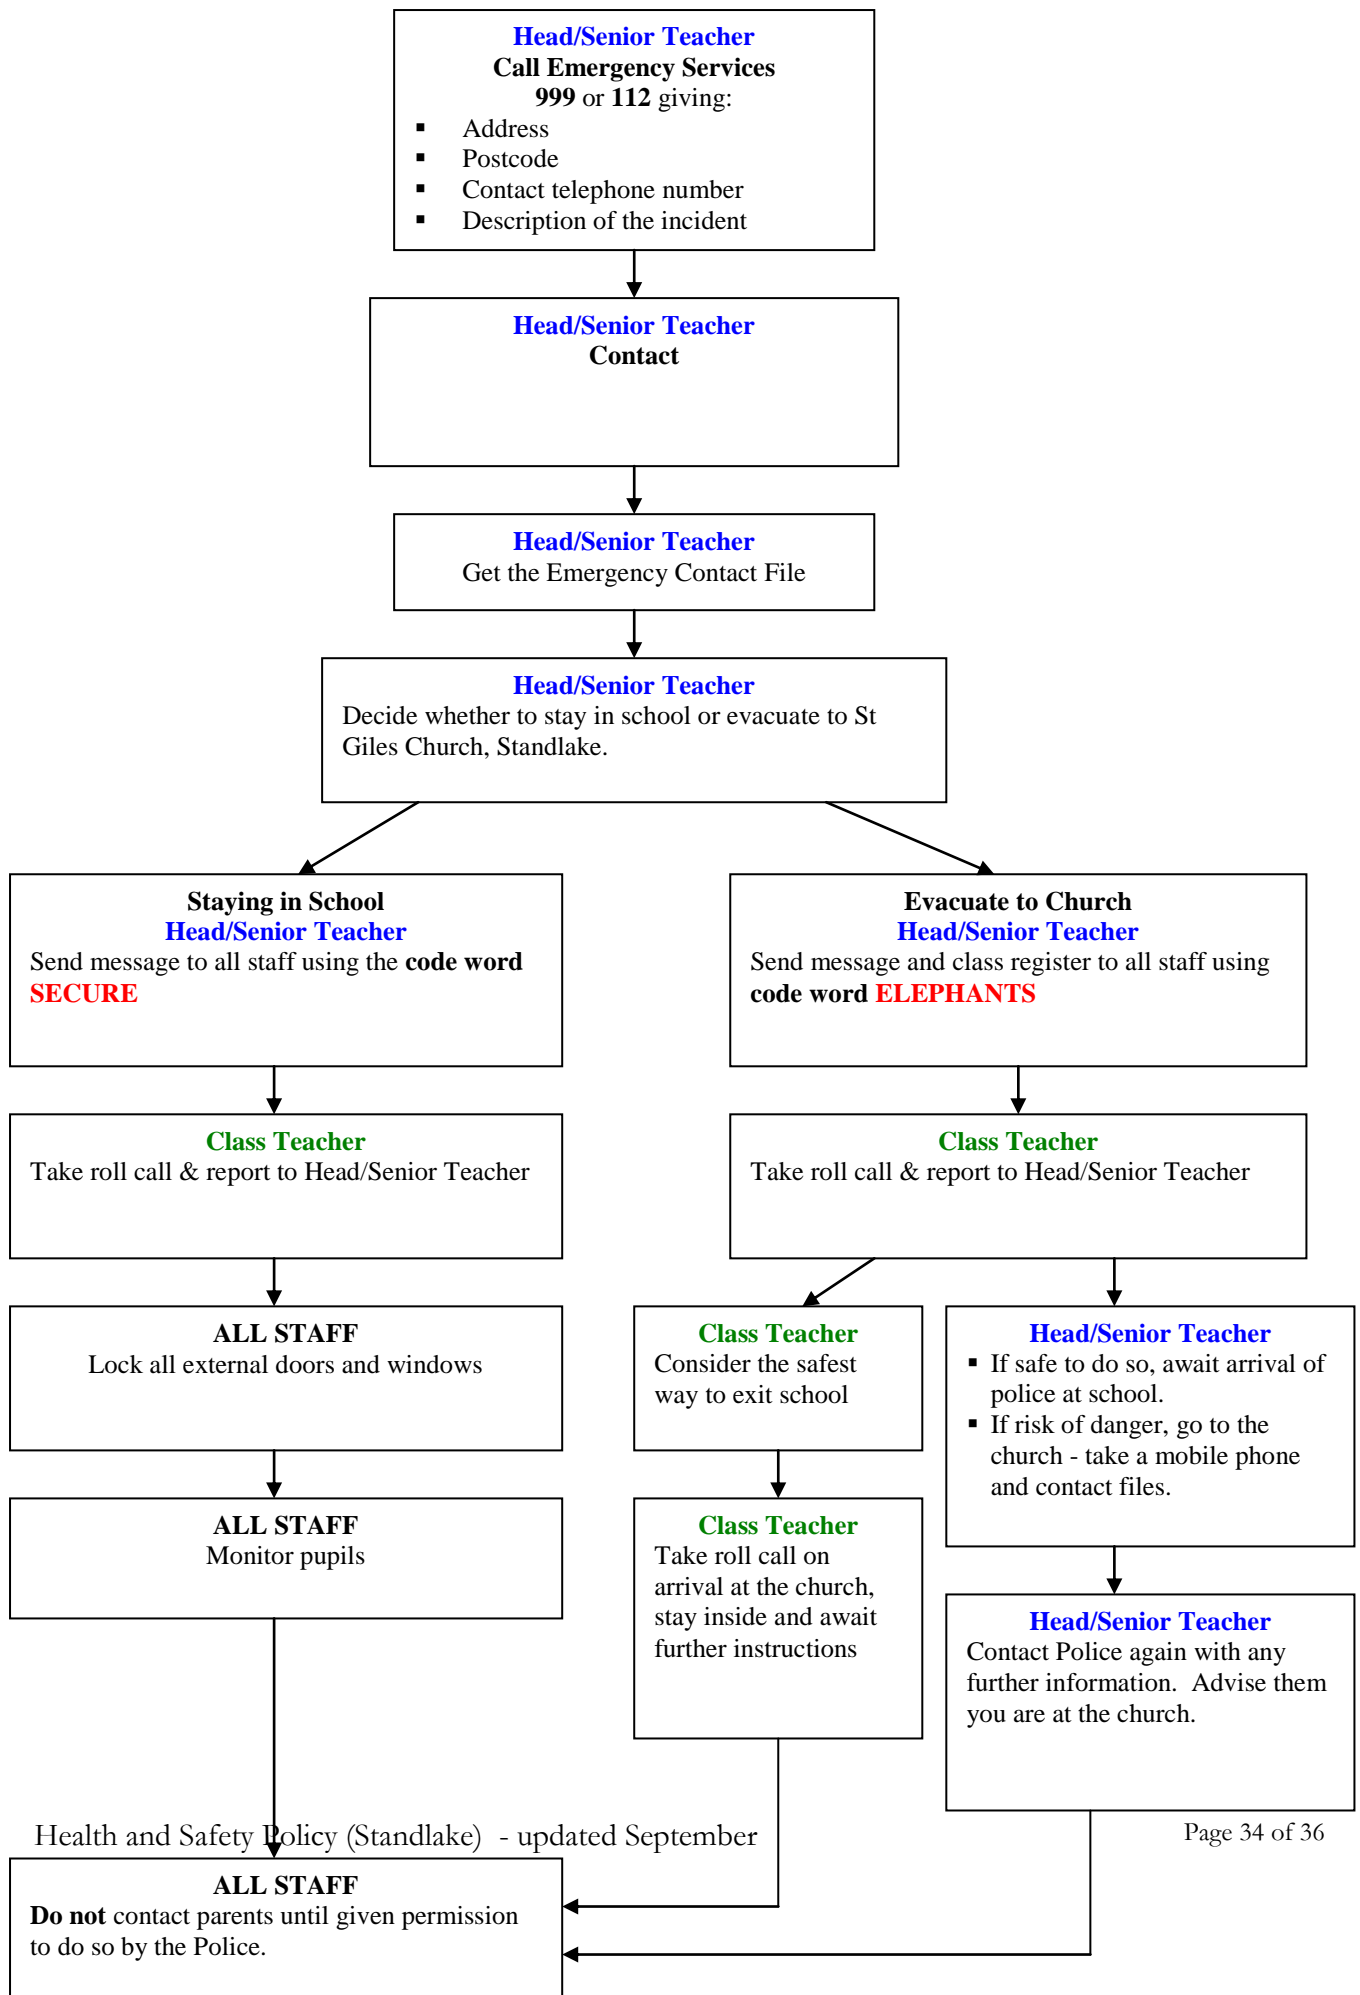 Head/Senior Teacher
Call Emergency Services
999 or 112 giving:
▪ Address
▪ Postcode
▪ Contact telephone number
▪ Description of the incident
Head/Senior Teacher
Contact
Head/Senior Teacher
Get the Emergency Contact File
Head/Senior Teacher
Decide whether to stay in school or evacuate to St
Giles Church, Standlake.
Staying in School
Head/Senior Teacher
Send message to all staff using the code word
SECURE
Evacuate to Church
Head/Senior Teacher
Send message and class register to all staff using
code word ELEPHANTS
Class Teacher
Take roll call & report to Head/Senior Teacher
Class Teacher
Take roll call & report to Head/Senior Teacher
ALL STAFF
Lock all external doors and windows
Class Teacher
Consider the safest
way to exit school
Head/Senior Teacher
▪ If safe to do so, await arrival of
police at school.
▪ If risk of danger, go to the
church - take a mobile phone
and contact files.
ALL STAFF
Monitor pupils
Class Teacher
Take roll call on
arrival at the church,
stay inside and await
further instructions
Head/Senior Teacher
Contact Police again with any
further information.  Advise them
you are at the church.
Health and Safety Policy (Standlake)  - updated September
Page 34 of 36
ALL STAFF
Do not contact parents until given permission
to do so by the Police.